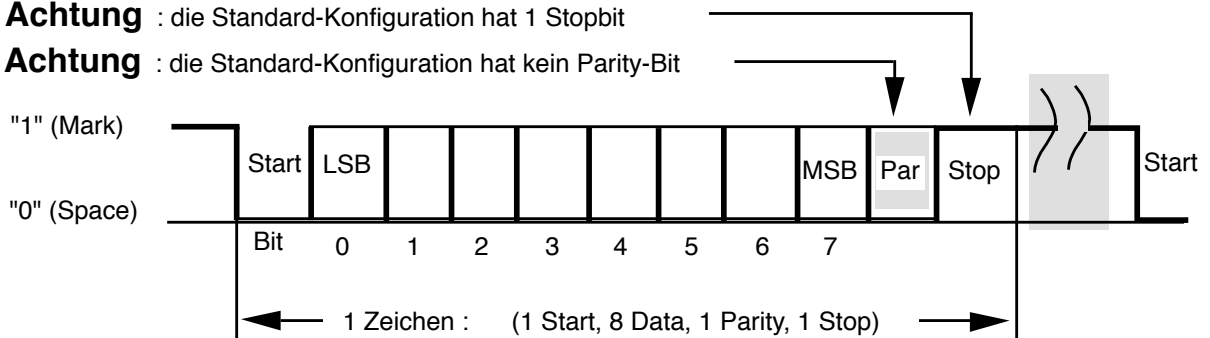 Achtung : die Standard-Konfiguration hat 1 Stopbit
Achtung : die Standard-Konfiguration hat kein Parity-Bit
"1" (Mark)
Start LSB MSB Par Stop Start
"0" (Space)
Bit 0 1 2 3 4 5 6 7
1 Zeichen : (1 Start, 8 Data, 1 Parity, 1 Stop)